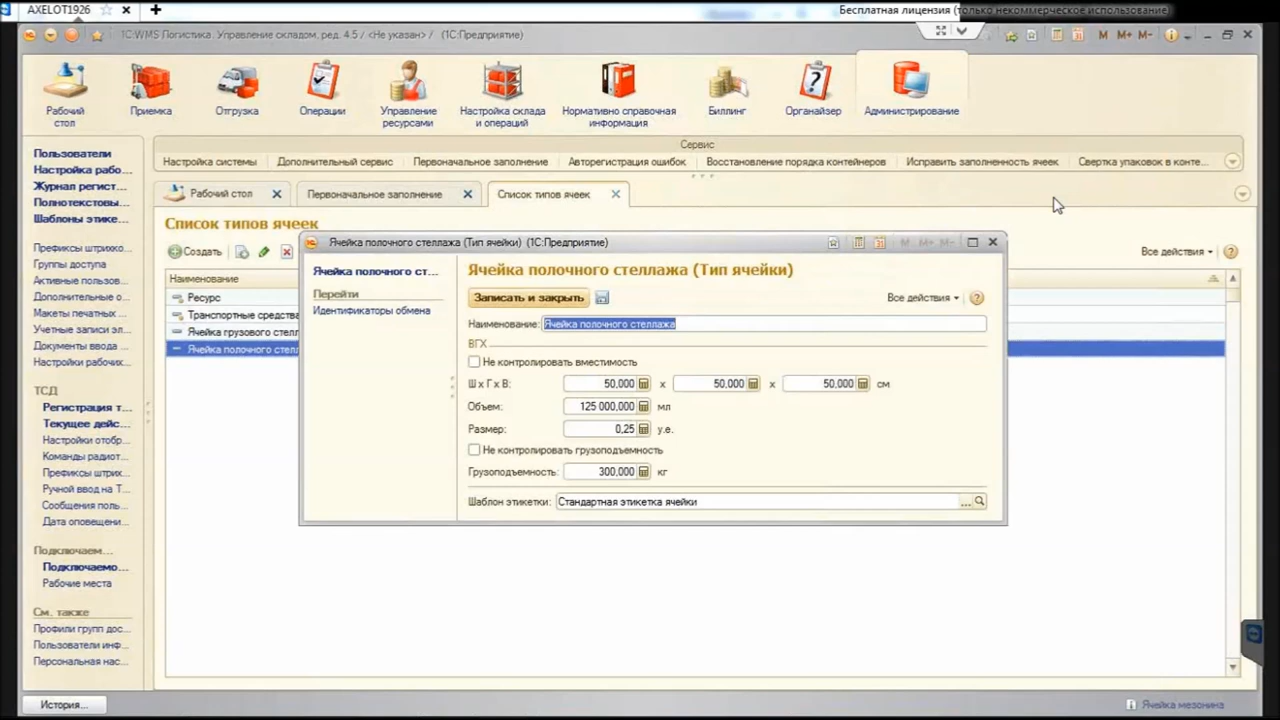 AXELOT1926
Бесплатная лицензия (только некоммерческое использование)
1С:WMS Логистика. Управление складом, ред. 4.5 / <Не указан> / (1С:Предприятие)
M M+ M-
Рабочий стол
Приемка
Отгрузка
Операции
Управление ресурсами
Настройка склада и операций
Нормативно справочная информация
Биллинг
Органайзер
Администрирование
Сервис
Настройка системы
Дополнительный сервис
Первоначальное заполнение
Авторегистрация ошибок
Восстановление порядка контейнеров
Исправить заполненность ячеек
Свертка упаковок в конте...
Пользователи
Настройка рабо...
Журнал регист...
Полнотекстовы...
Шаблоны этике...
Префиксы штрихко...
Группы доступа
Активные пользов...
Дополнительные о...
Макеты печатных ...
Учетные записи эл...
Документы ввода ...
Настройки рабочих...
ТСД
Регистрация т...
Текущее дейс...
Настройки отобр...
Команды радиот...
Префиксы штрих...
Ручной ввод на Т...
Сообщения поль...
Дата оповещени...
Подключаем...
Подключаемо...
Рабочие места
См. также
Профили групп дос...
Пользователи инф...
Персональная нас...
Рабочий стол
Первоначальное заполнение
Список типов ячеек
Список типов ячеек
Создать
Все действия
Наименование
Ресурс
Транспортные средства
Ячейка грузового стелл
Ячейка полочного стелл
Ячейка полочного стеллажа (Тип ячейки) (1С:Предприятие)
M M+ M-
Ячейка полочного ст...
Перейти
Идентификаторы обмена
Ячейка полочного стеллажа (Тип ячейки)
Записать и закрыть
Все действия
Наименование: Ячейка полочного стеллажа
ВГХ
Не контролировать вместимость
Ш х Г х В: 50,000 x 50,000 x 50,000 см
Объем: 125 000,000 мл
Размер: 0,25 у.е.
Не контролировать грузоподъемность
Грузоподъемность: 300,000 кг
Шаблон этикетки: Стандартная этикетка ячейки
История...
Ячейка мезонина